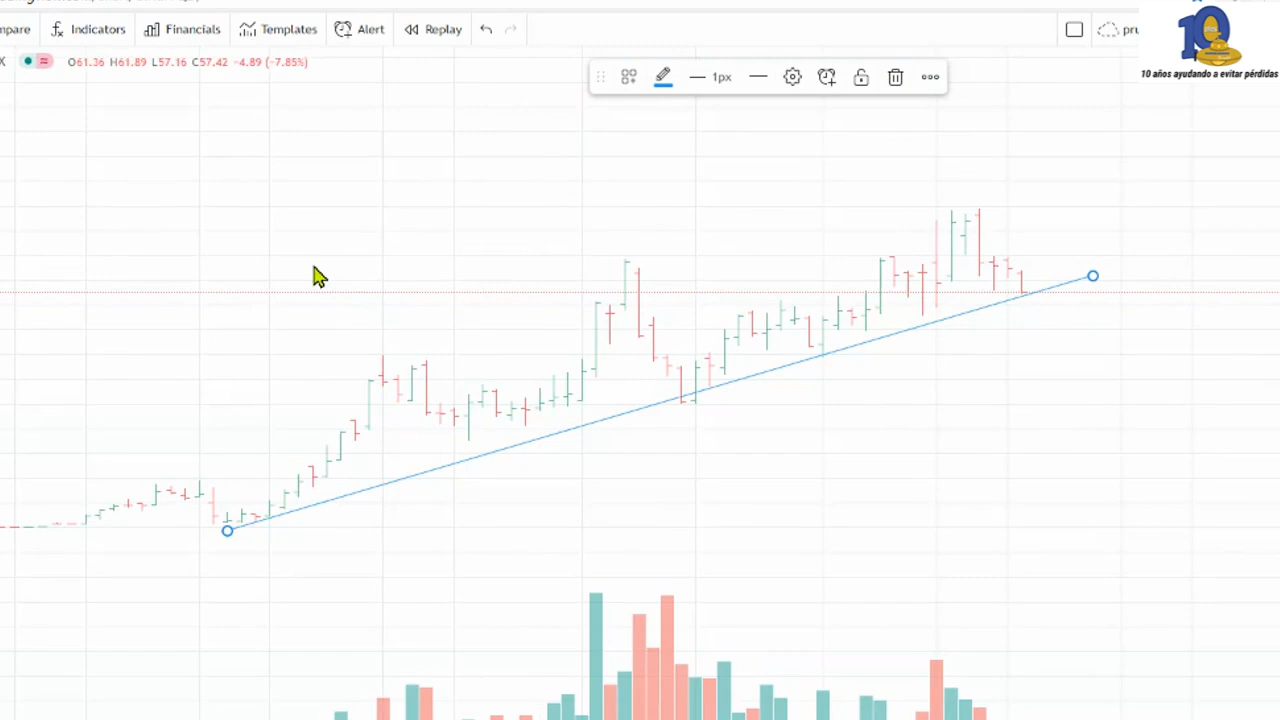 mpare Indicators Financials Templates Alert Replay pru
X O61.36 H61.89 L57.16 C57.42 -4.89 (-7.85%)
1px
10
10 años ayudando a evitar pérdidas